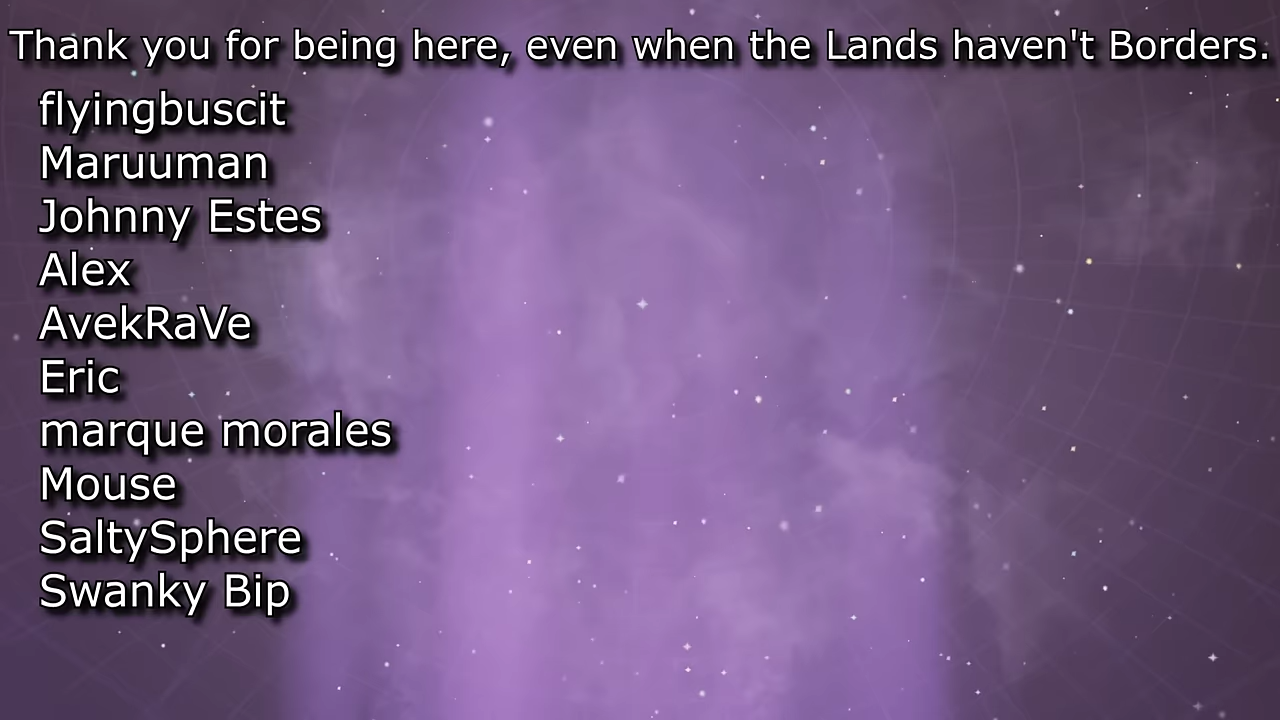 Thank you for being here, even when the Lands haven't Borders.
flyingbuscit
Maruuman
Johnny Estes
Alex
AvekRaVe
Eric
marque morales
Mouse
SaltySphere
Swanky Bip